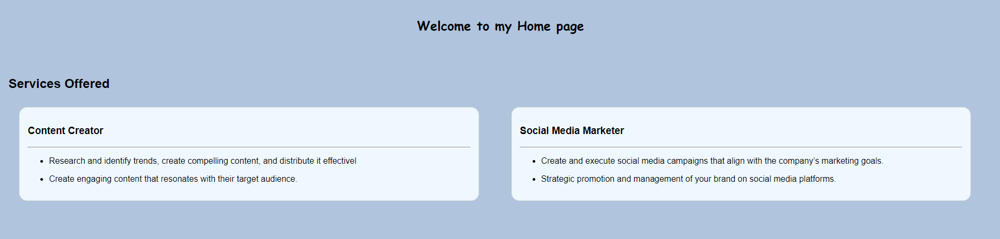 Welcome to my Home page
Services Offered
Content Creator
Research and identify trends, create compelling content, and distribute it effectivel
Create engaging content that resonates with their target audience.
Social Media Marketer
Create and execute social media campaigns that align with the company’s marketing goals.
Strategic promotion and management of your brand on social media platforms.